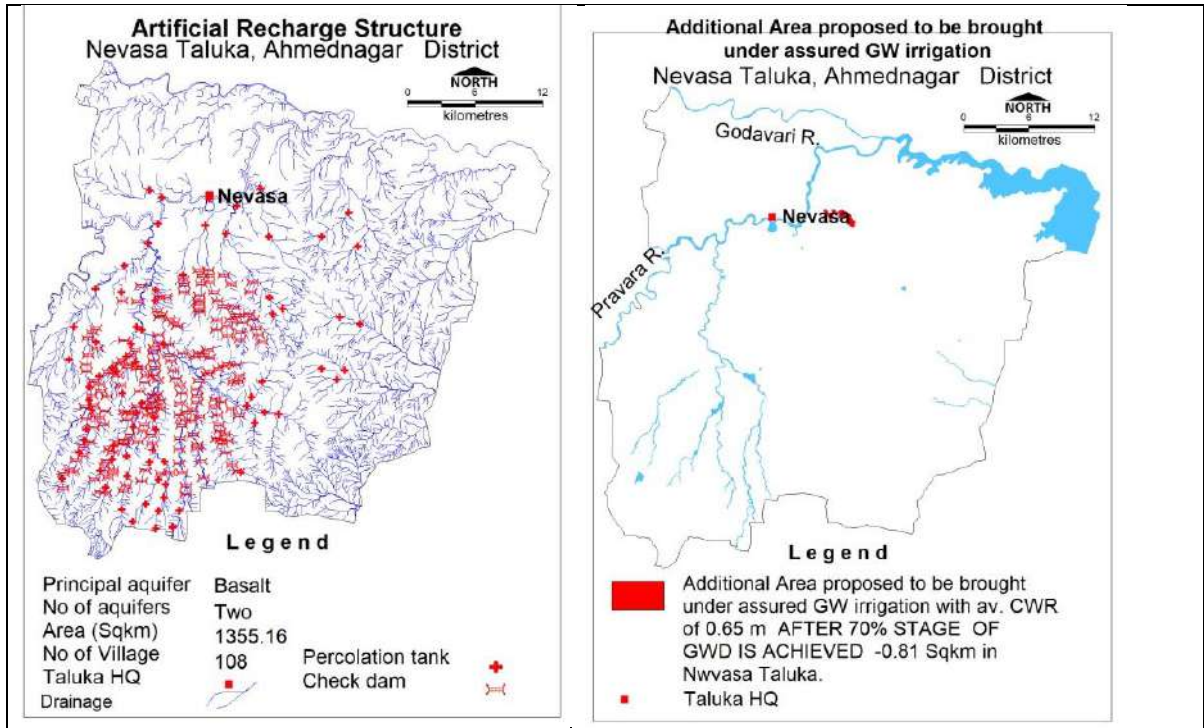 Artificial Recharge Structure
Nevasa Taluka, Ahmednagar District
NORTH
0 6 12
kilometres
Nevasa
Legend
Principal aquifer Basalt
No of aquifers Two
Area (Sqkm) 1355.16
No of Village 108
Taluka HQ
Drainage
Percolation tank
Check dam
Additional Area proposed to be brought
under assured GW irrigation
Nevasa Taluka, Ahmednagar District
NORTH
0 6 12
kilometres
Godavari R.
Nevasa
Pravara R.
Legend
Additional Area proposed to be brought
under assured GW irrigation with av. CWR
of 0.65 m AFTER 70% STAGE OF
GWD IS ACHIEVED -0.81 Sqkm in
Nwvasa Taluka.
Taluka HQ